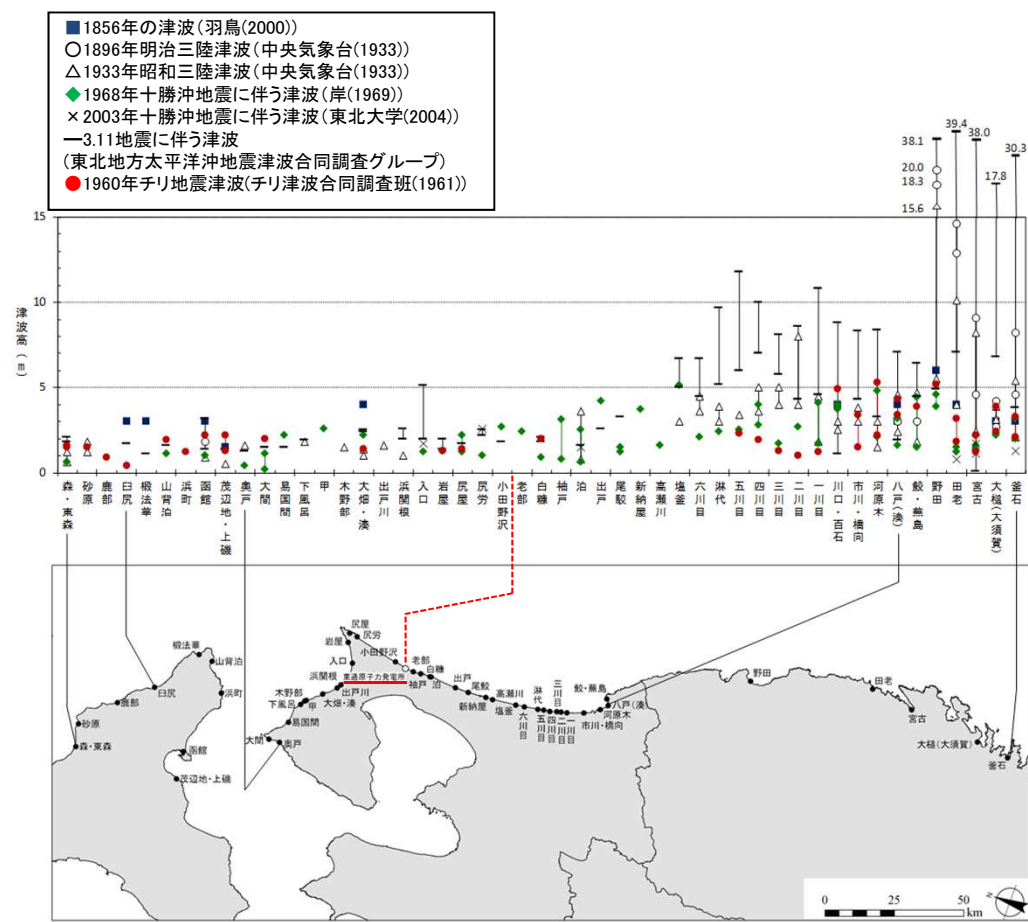 ■1856年の津波(羽鳥(2000))
○1896年明治三陸津波(中央気象台(1933))
△1933年昭和三陸津波(中央気象台(1933))
◆1968年十勝沖地震に伴う津波(岸(1969))
×2003年十勝沖地震に伴う津波(東北大学(2004))
ー3.11地震に伴う津波
(東北地方太平洋沖地震津波合同調査グループ)
●1960年チリ地震津波(チリ津波合同調査班(1961))
38.1
20.0
18.3
15.6
39.4
38.0
17.8
30.3
15
10
5
0
津波高(m)
森・東森
砂原
鹿部
臼尻
椴法華
山背泊
浜町
函館
茂辺地・上磯
奥戸
大間
易国間
下風呂
甲
木野部
大畑・湊
出戸川
浜関根
入口
岩屋
尻屋
尻労
小田野沢
老部
白糠
袖戸
泊
出戸
尾駮
新納屋
高瀬川
塩釜
六川目
淋代
五川目
四川目
三川目
二川目
一川目
川口・百石
市川・橋向
河原木
八戸(湊)
鮫・蕪島
野田
田老
宮古
大槌(大須賀)
釜石
椴法華
山背泊
臼尻
鹿部
浜町
砂原
森・東森
函館
茂辺地・上磯
尻屋
岩屋
尻労
入口
小田野沢
老部
白糠
浜関根
東通原子力発電所
袖戸
泊
木野部
出戸川
下風呂
甲
大畑・湊
易国間
大間
奥戸
出戸
尾鮫
新納屋
高瀬川
塩釜
六川目
淋代
五川目
四川目
三川目
二川目
一川目
市川・橋向
河原木
八戸(湊)
鮫・蕪島
野田
田老
宮古
大槌(大須賀)
釜石
0 25 50
km
N